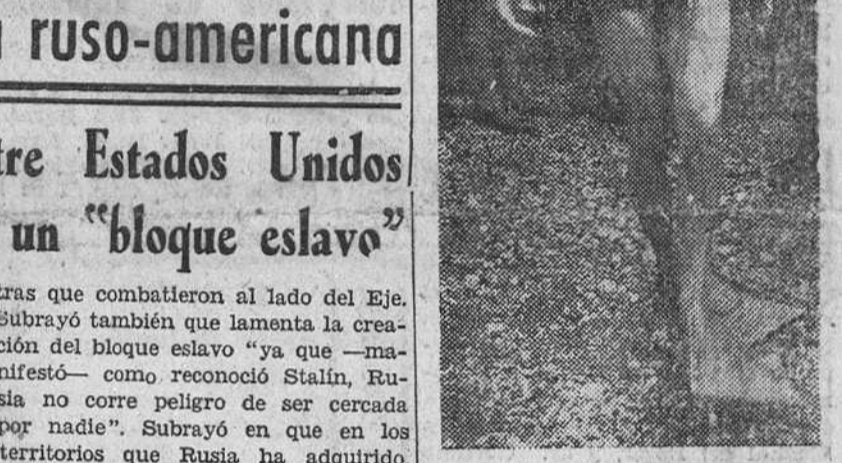 ruso-americana
tre Estados Unidos
un "bloque eslavo"
tras que combatieron al lado del Eje.
Subrayó también que lamenta la crea-
ción del bloque eslavo "ya que —ma-
nifestó— como reconoció Stalín, Ru-
sia no corre peligro de ser cercada
por nadie". Subrayó en que en los
territorios que Rusia ha adquirido